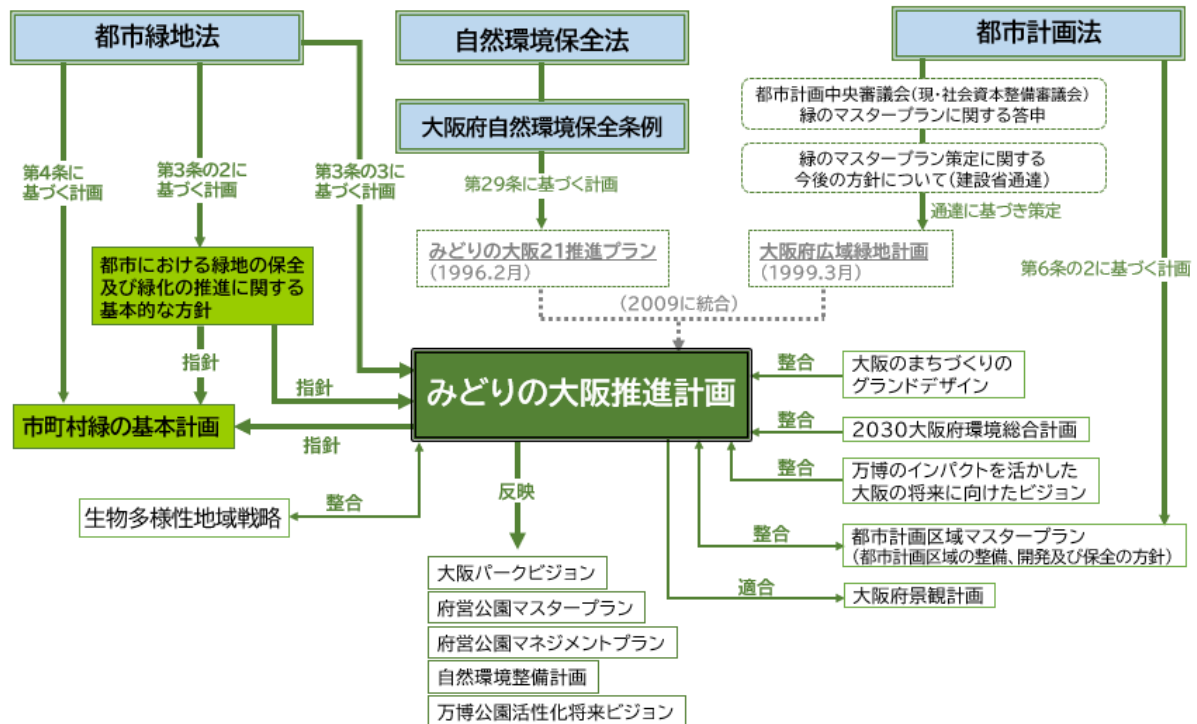 都市緑地法
自然環境保全法
都市計画法
大阪府自然環境保全条例
都市計画中央審議会(現・社会資本整備審議会)
緑のマスタープランに関する答申
緑のマスタープラン策定に関する
今後の方針について(建設省通達)
第4条に
基づく計画
第3条の2に
基づく計画
第3条の3に
基づく計画
第29条に基づく計画
通達に基づき策定
みどりの大阪21推進プラン
(1996.2月)
大阪府広域緑地計画
(1999.3月)
第6条の2に基づく計画
都市における緑地の保全
及び緑化の推進に関する
基本的な方針
(2009に統合)
指針
指針
みどりの大阪推進計画
整合
大阪のまちづくりの
グランドデザイン
市町村緑の基本計画
指針
整合
2030大阪府環境総合計画
整合
万博のインパクトを活かした
大阪の将来に向けたビジョン
反映
生物多様性地域戦略
整合
整合
都市計画区域マスタープラン
(都市計画区域の整備、開発及び保全の方針)
適合
大阪府景観計画
大阪パークビジョン
府営公園マスタープラン
府営公園マネジメントプラン
自然環境整備計画
万博公園活性化将来ビジョン